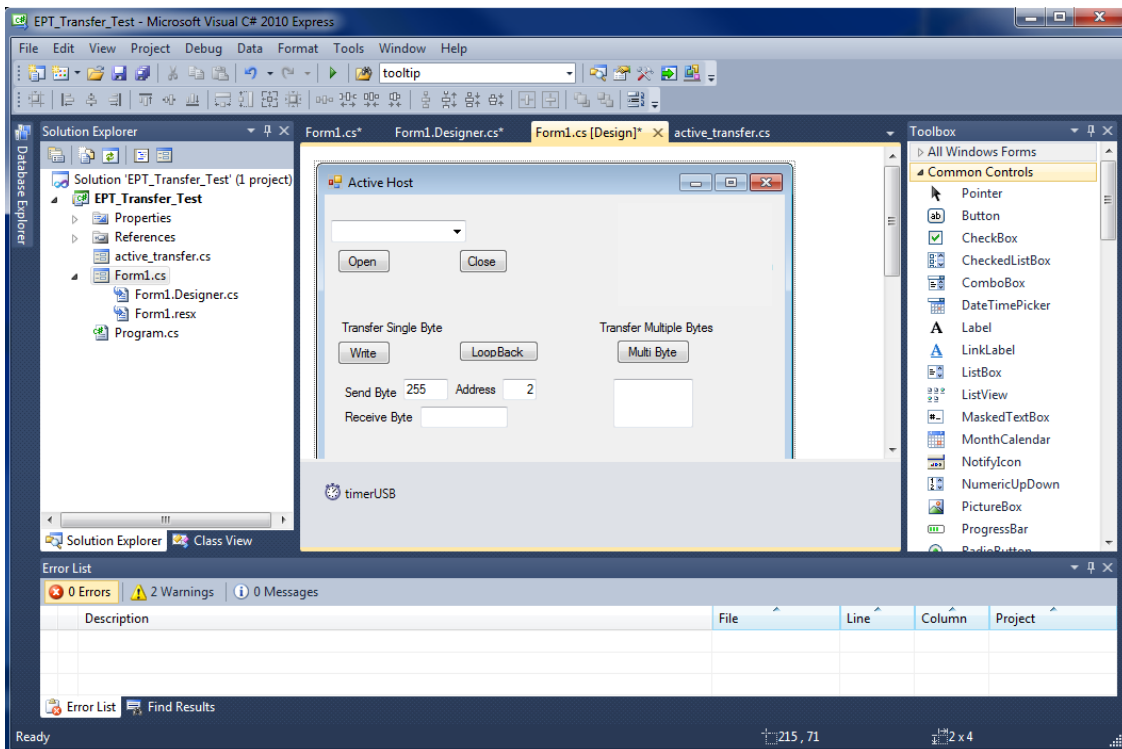 EPT_Transfer_Test - Microsoft Visual C# 2010 Express
File Edit View Project Debug Data Format Tools Window Help
tooltip
Database Explorer
Solution Explorer
Solution 'EPT_Transfer_Test' (1 project)
EPT_Transfer_Test
Properties
References
active_transfer.cs
Form1.cs
Form1.Designer.cs
Form1.resx
Program.cs
Solution Explorer Class View
Form1.cs* Form1.Designer.cs* Form1.cs [Design]* active_transfer.cs
Active Host
Open Close
Transfer Single Byte Transfer Multiple Bytes
Write LoopBack Multi Byte
Send Byte 255 Address 2
Receive Byte
timerUSB
Toolbox
All Windows Forms
Common Controls
Pointer
Button
CheckBox
CheckedListBox
ComboBox
DateTimePicker
Label
LinkLabel
ListBox
ListView
MaskedTextBox
MonthCalendar
NotifyIcon
NumericUpDown
PictureBox
ProgressBar
RadioButton
Error List
0 Errors 2 Warnings 0 Messages
Description File Line Column Project
Error List Find Results
Ready 215 , 71 2 x 4